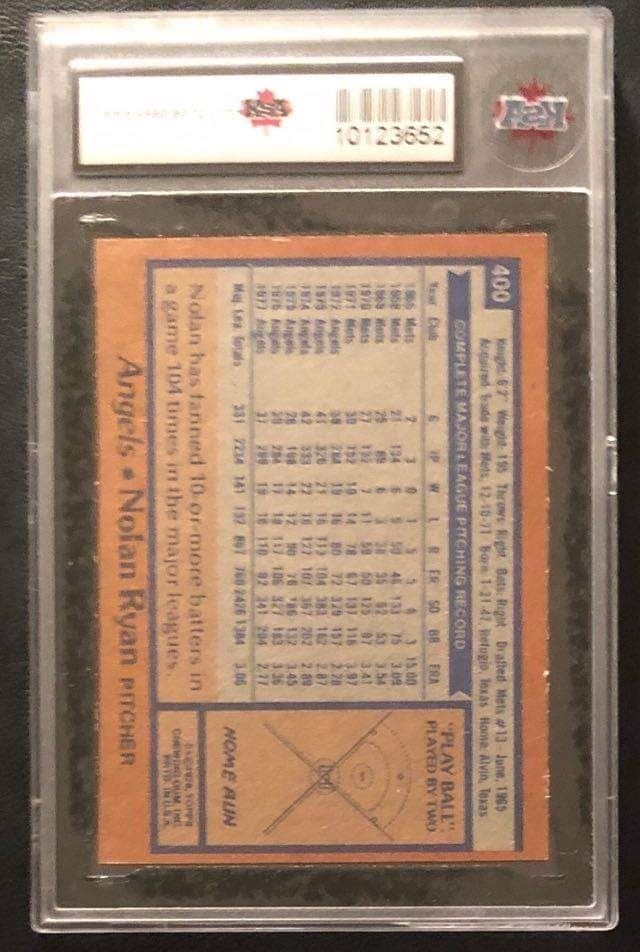 10123652
KSA
KSA
400
Height: 6'2" Weight: 195 Throws: Right Bats: Right Drafted: Mets #13 - June, 1965
Acquired: Trade with Mets, 12-10-71 Born: 1-21-47, Refugio, Texas Home: Alvin, Texas
COMPLETE MAJOR LEAGUE PITCHING RECORD
Year Club G IP W L R ER SO BB ERA
1966 Mets 2 3 0 1 5 5 6 3 15.00
1968 Mets 21 134 6 9 50 46 133 75 3.09
1969 Mets 25 89 6 3 38 35 92 53 3.54
1970 Mets 27 132 7 11 59 50 125 97 3.41
1971 Mets 30 152 10 14 78 67 137 116 3.97
1972 Angels 39 284 19 16 80 72 329 157 2.28
1973 Angels 41 326 21 16 113 104 383 162 2.87
1974 Angels 42 333 22 16 127 107 367 202 2.89
1975 Angels 28 198 14 12 90 76 186 132 3.45
1976 Angels 39 284 17 18 117 106 327 183 3.36
1977 Angels 37 299 19 16 110 92 341 204 2.77
Maj. Lea. Totals 331 2234 141 132 867 760 2426 1384 3.06
Nolan has fanned 10-or-more batters in
a game 104 times in the major leagues.
Angels • Nolan Ryan PITCHER
"PLAY BALL"
PLAYED BY TWO
HOME RUN
TOPPS
CHEWING GUM, INC.
PRTD. IN U.S.A.